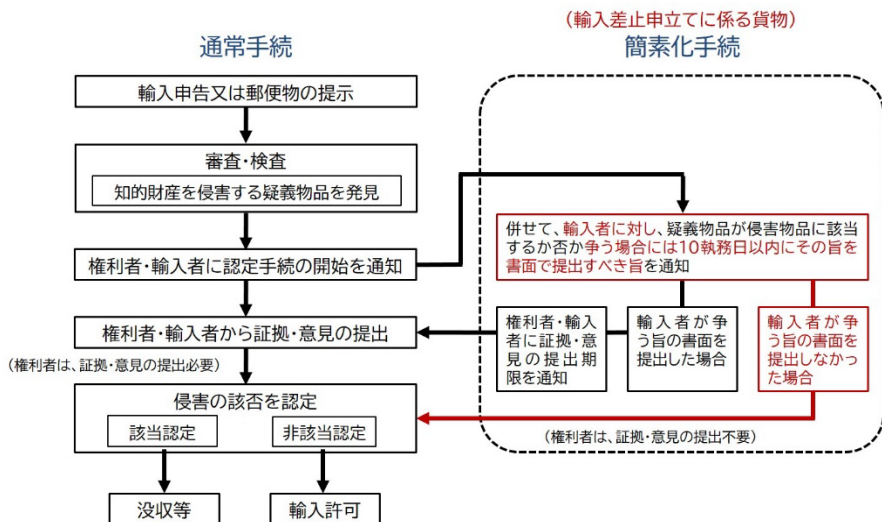 通常手続
輸入申告又は郵便物の提示
審査・検査
知的財産を侵害する疑義物品を発見
権利者・輸入者に認定手続の開始を通知
権利者・輸入者から証拠・意見の提出
(権利者は、証拠・意見の提出必要)
侵害の該否を認定
該当認定
非該当認定
没収等
輸入許可
(輸入差止申立てに係る貨物)
簡素化手続
併せて、輸入者に対し、疑義物品が侵害物品に該当
するか否か争う場合には10執務日以内にその旨を
書面で提出すべき旨を通知
権利者・輸入
者に証拠・意
見の提出期
限を通知
輸入者が争
う旨の書面を
提出した場合
輸入者が争
う旨の書面を
提出しなかっ
た場合
(権利者は、証拠・意見の提出不要)